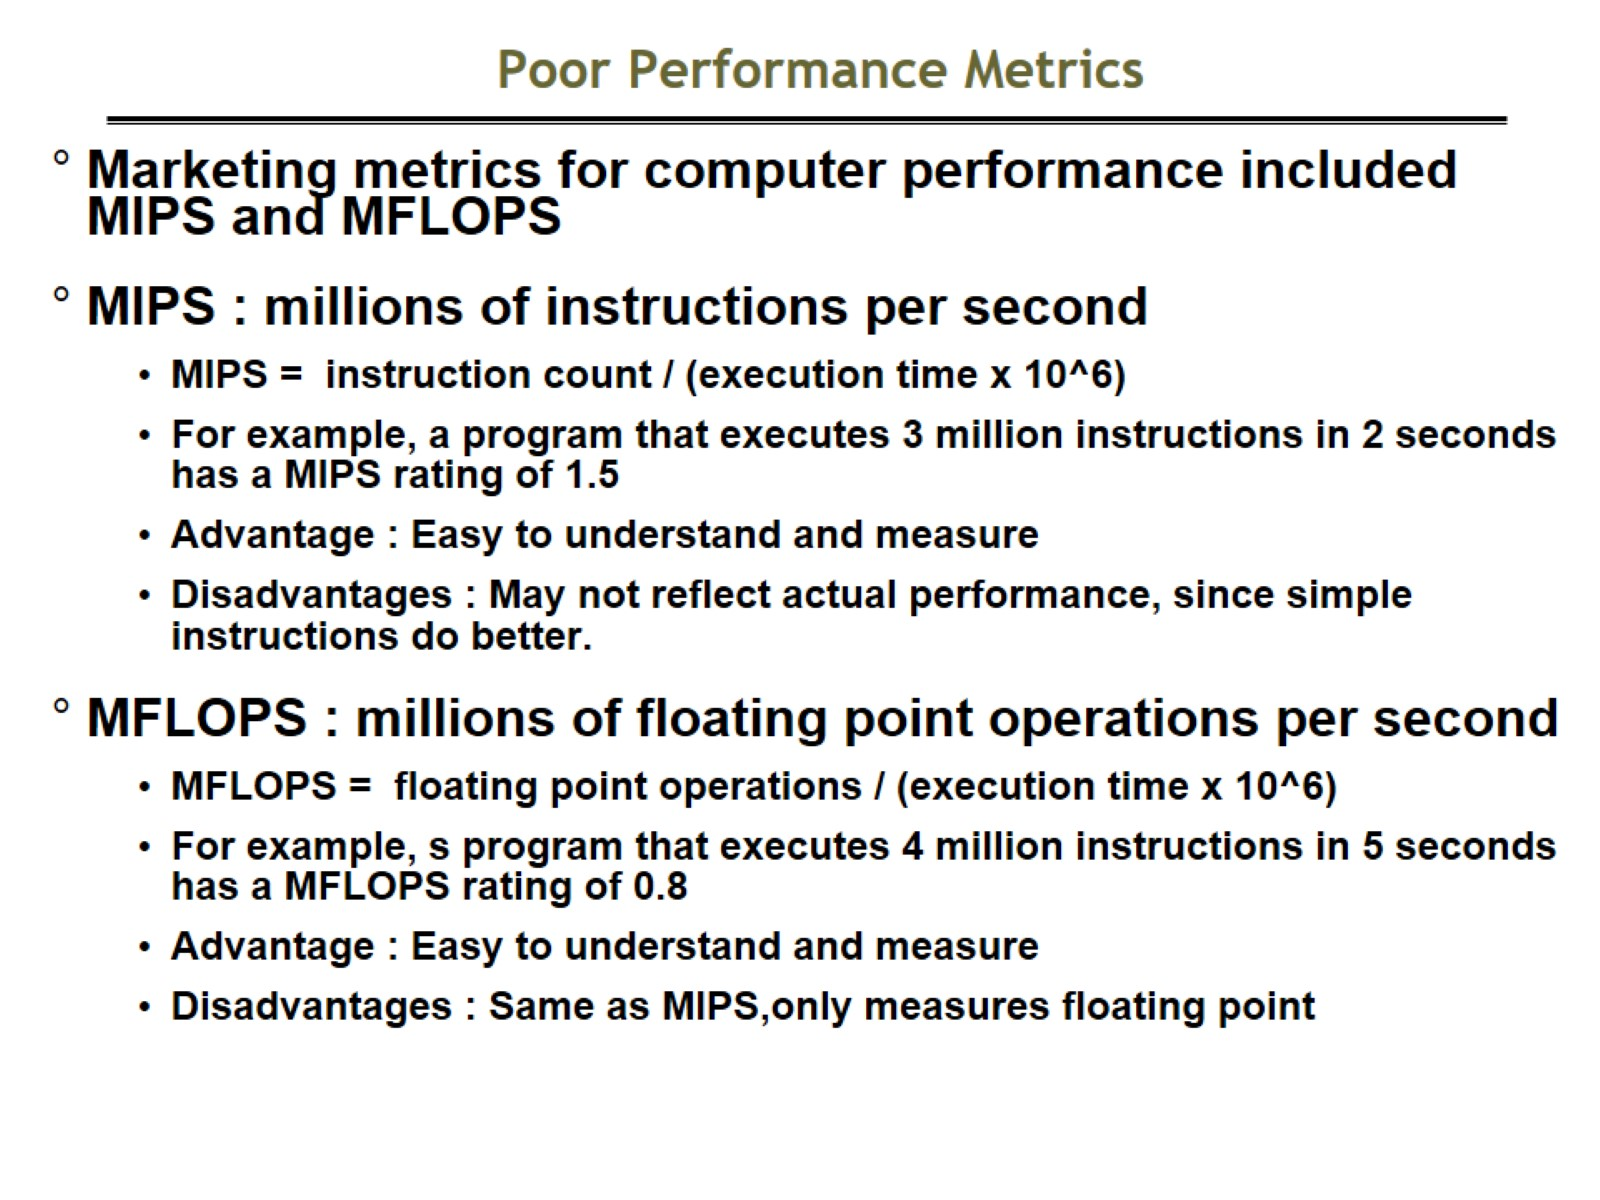 Poor Performance Metrics
° Marketing metrics for computer performance included
MIPS and MFLOPS
° MIPS : millions of instructions per second
• MIPS = instruction count / (execution time x 10^6)
• For example, a program that executes 3 million instructions in 2 seconds
has a MIPS rating of 1.5
• Advantage : Easy to understand and measure
• Disadvantages : May not reflect actual performance, since simple
instructions do better.
° MFLOPS : millions of floating point operations per second
• MFLOPS = floating point operations / (execution time x 10^6)
• For example, s program that executes 4 million instructions in 5 seconds
has a MFLOPS rating of 0.8
• Advantage : Easy to understand and measure
• Disadvantages : Same as MIPS,only measures floating point